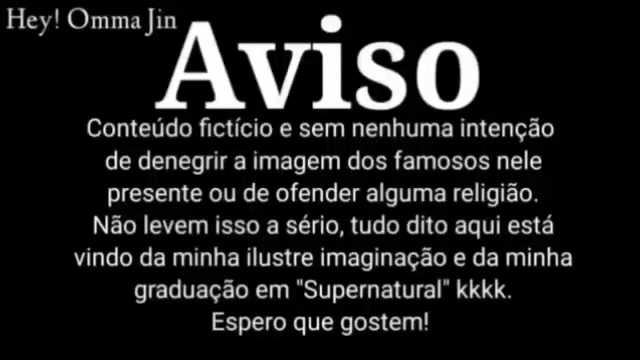 Hey! Omma Jin
Aviso
Conteúdo fictício e sem nenhuma intenção
de denegrir a imagem dos famosos nele
presente ou de ofender alguma religião.
Não levem isso a sério, tudo dito aqui está
vindo da minha ilustre imaginação e da minha
graduação em "Supernatural" kkkk.
Espero que gostem!